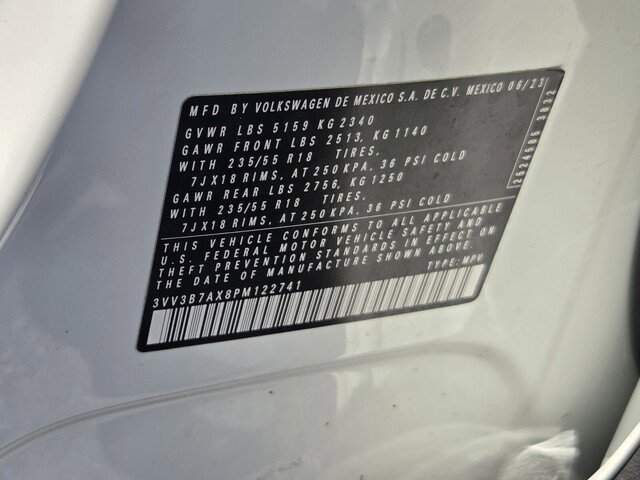 MFD BY VOLKSWAGEN DE MEXICO S.A. DE C.V. MEXICO 06/23
GVWR LBS 5159 KG 2340
GAWR FRONT LBS 2513, KG 1140
WITH 235/55 R18 TIRES,
7JX18 RIMS, AT 250 KPA, 36 PSI COLD
GAWR REAR LBS 2756, KG 1250
WITH 235/55 R18 TIRES,
7JX18 RIMS, AT 250 KPA, 36 PSI COLD
THIS VEHICLE CONFORMS TO ALL APPLICABLE
U.S. FEDERAL MOTOR VEHICLE SAFETY AND
THEFT PREVENTION STANDARDS IN EFFECT ON
THE DATE OF MANUFACTURE SHOWN ABOVE.
3VV3B7AX8PM122741 TYPE: MPV
2624585 3832